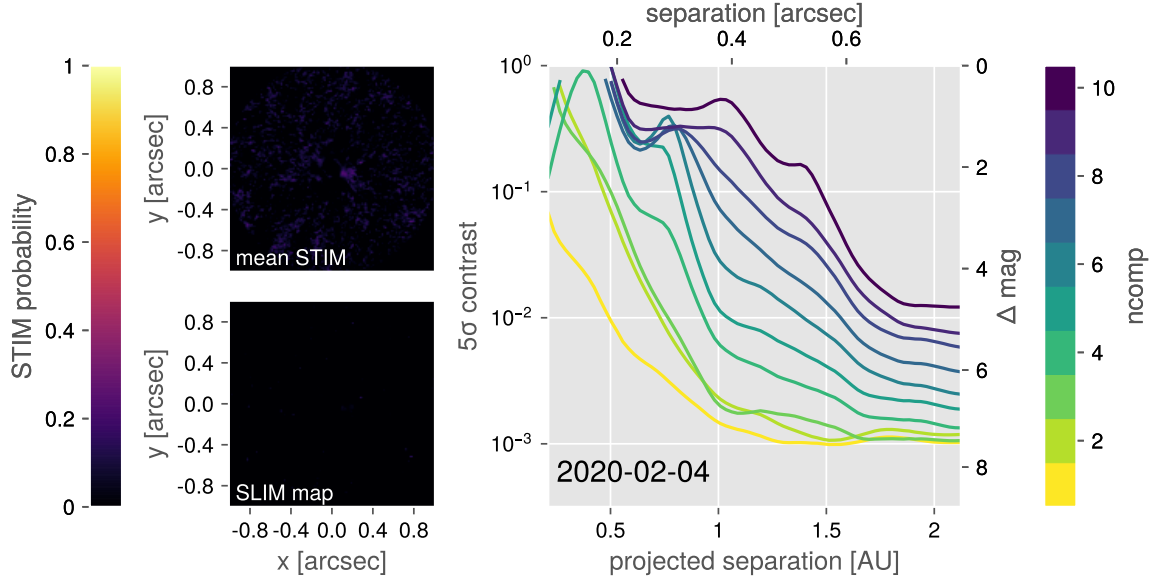 separation [arcsec]
0.2 0.4 0.6
STIM probability
1
0.8
0.6
0.4
0.2
0
y [arcsec]
0.8
0.4
0.0
-0.4
-0.8
mean STIM
y [arcsec]
0.8
0.4
0.0
-0.4
-0.8
SLIM map
-0.8 -0.4 0.0 0.4 0.8
x [arcsec]
5σ contrast
10⁰
10⁻¹
10⁻²
10⁻³
2020-02-04
0.5 1 1.5 2
projected separation [AU]
0
2
4
6
8
Δ mag
10
8
6
4
2
ncomp